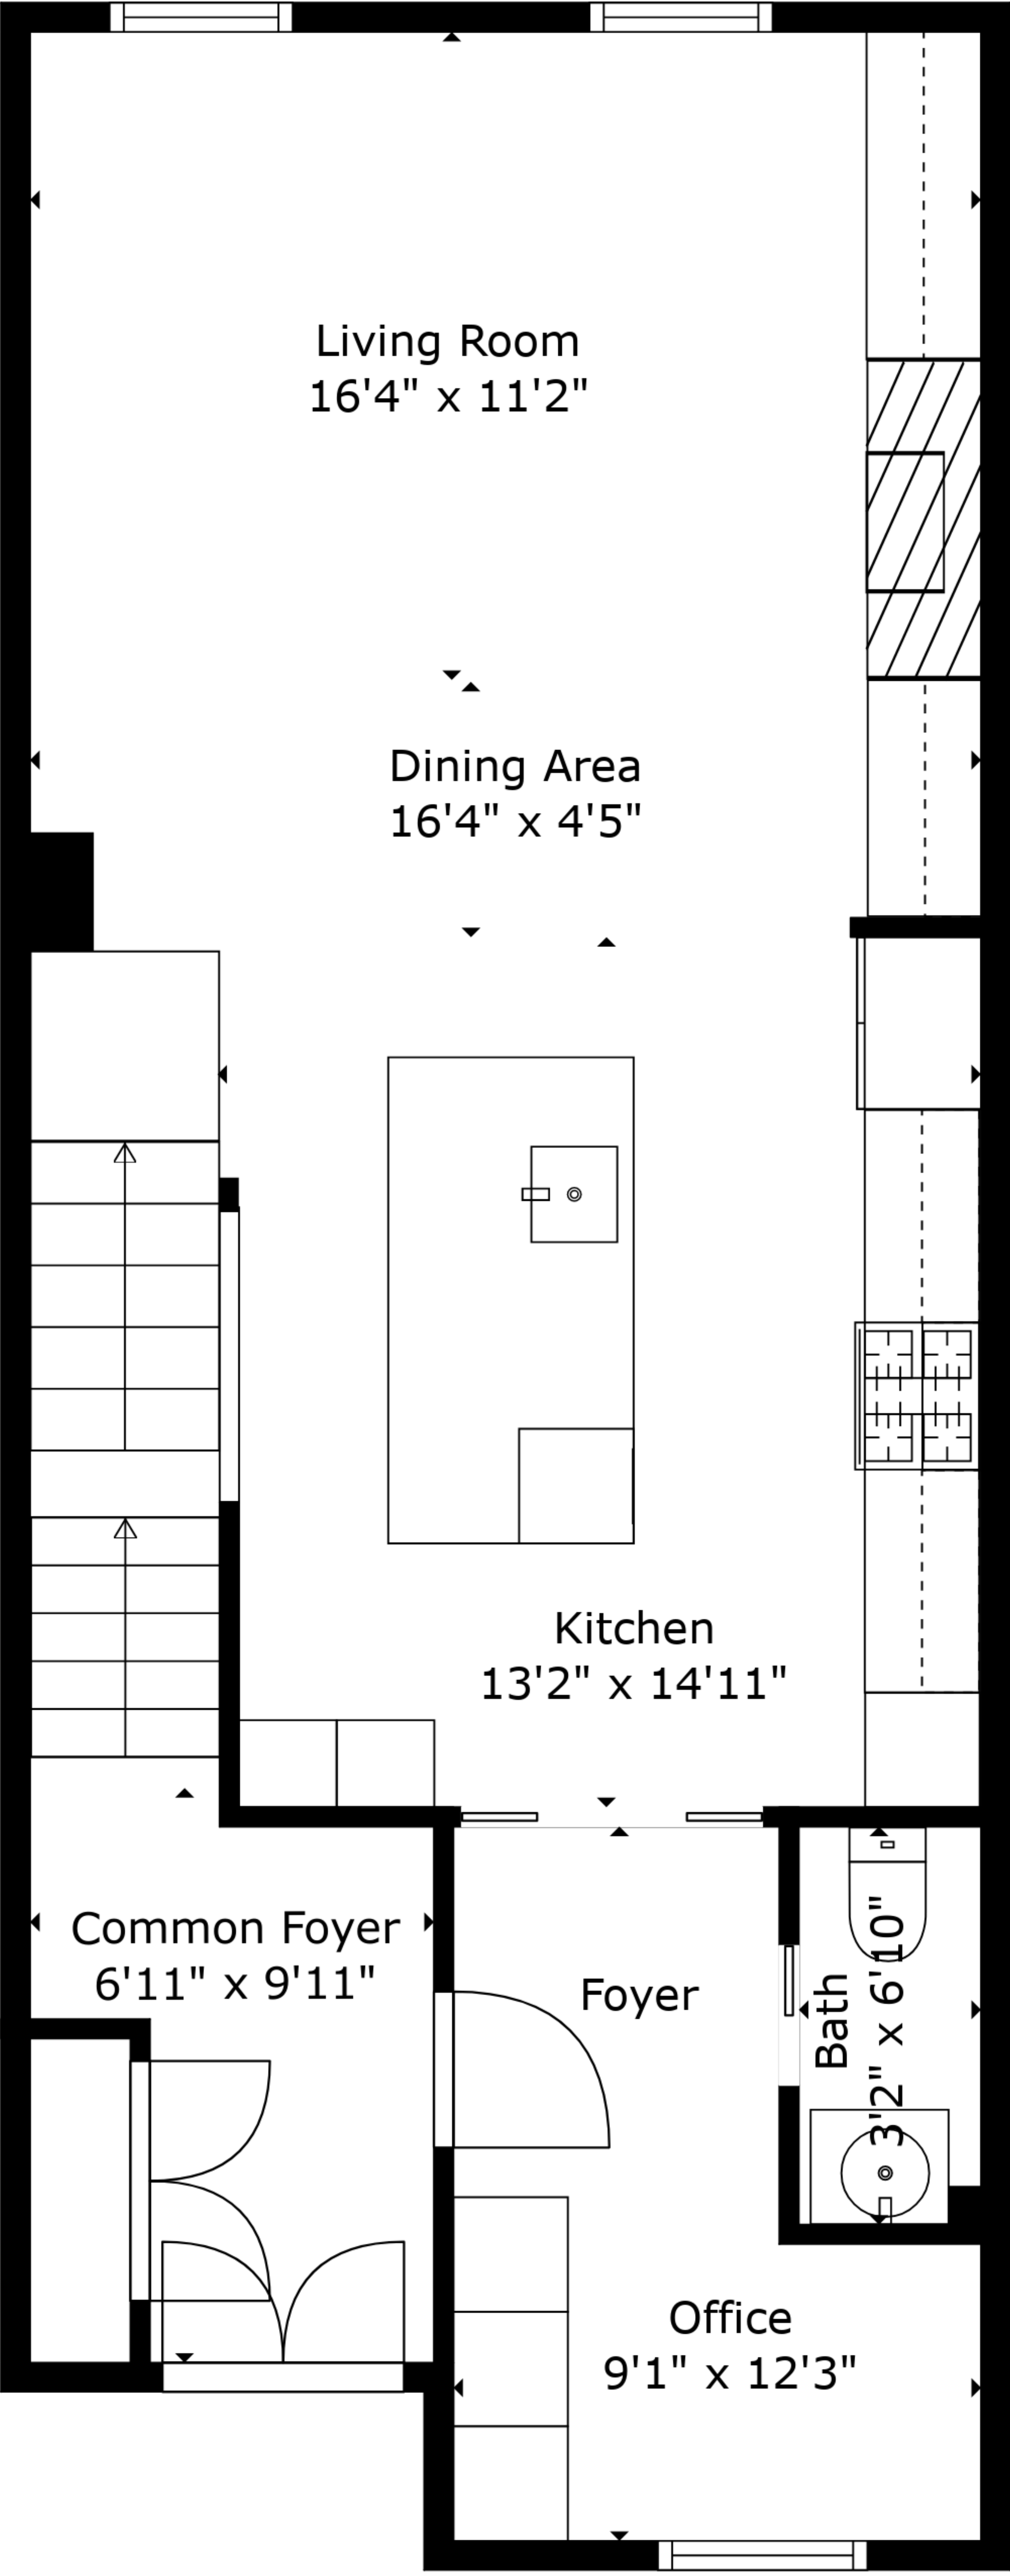 Living Room
16'4" x 11'2"
Dining Area
16'4" x 4'5"
Kitchen
13'2" x 14'11"
Common Foyer
6'11" x 9'11"
Foyer
Bath
3'2" x 6'10"
Office
9'1" x 12'3"